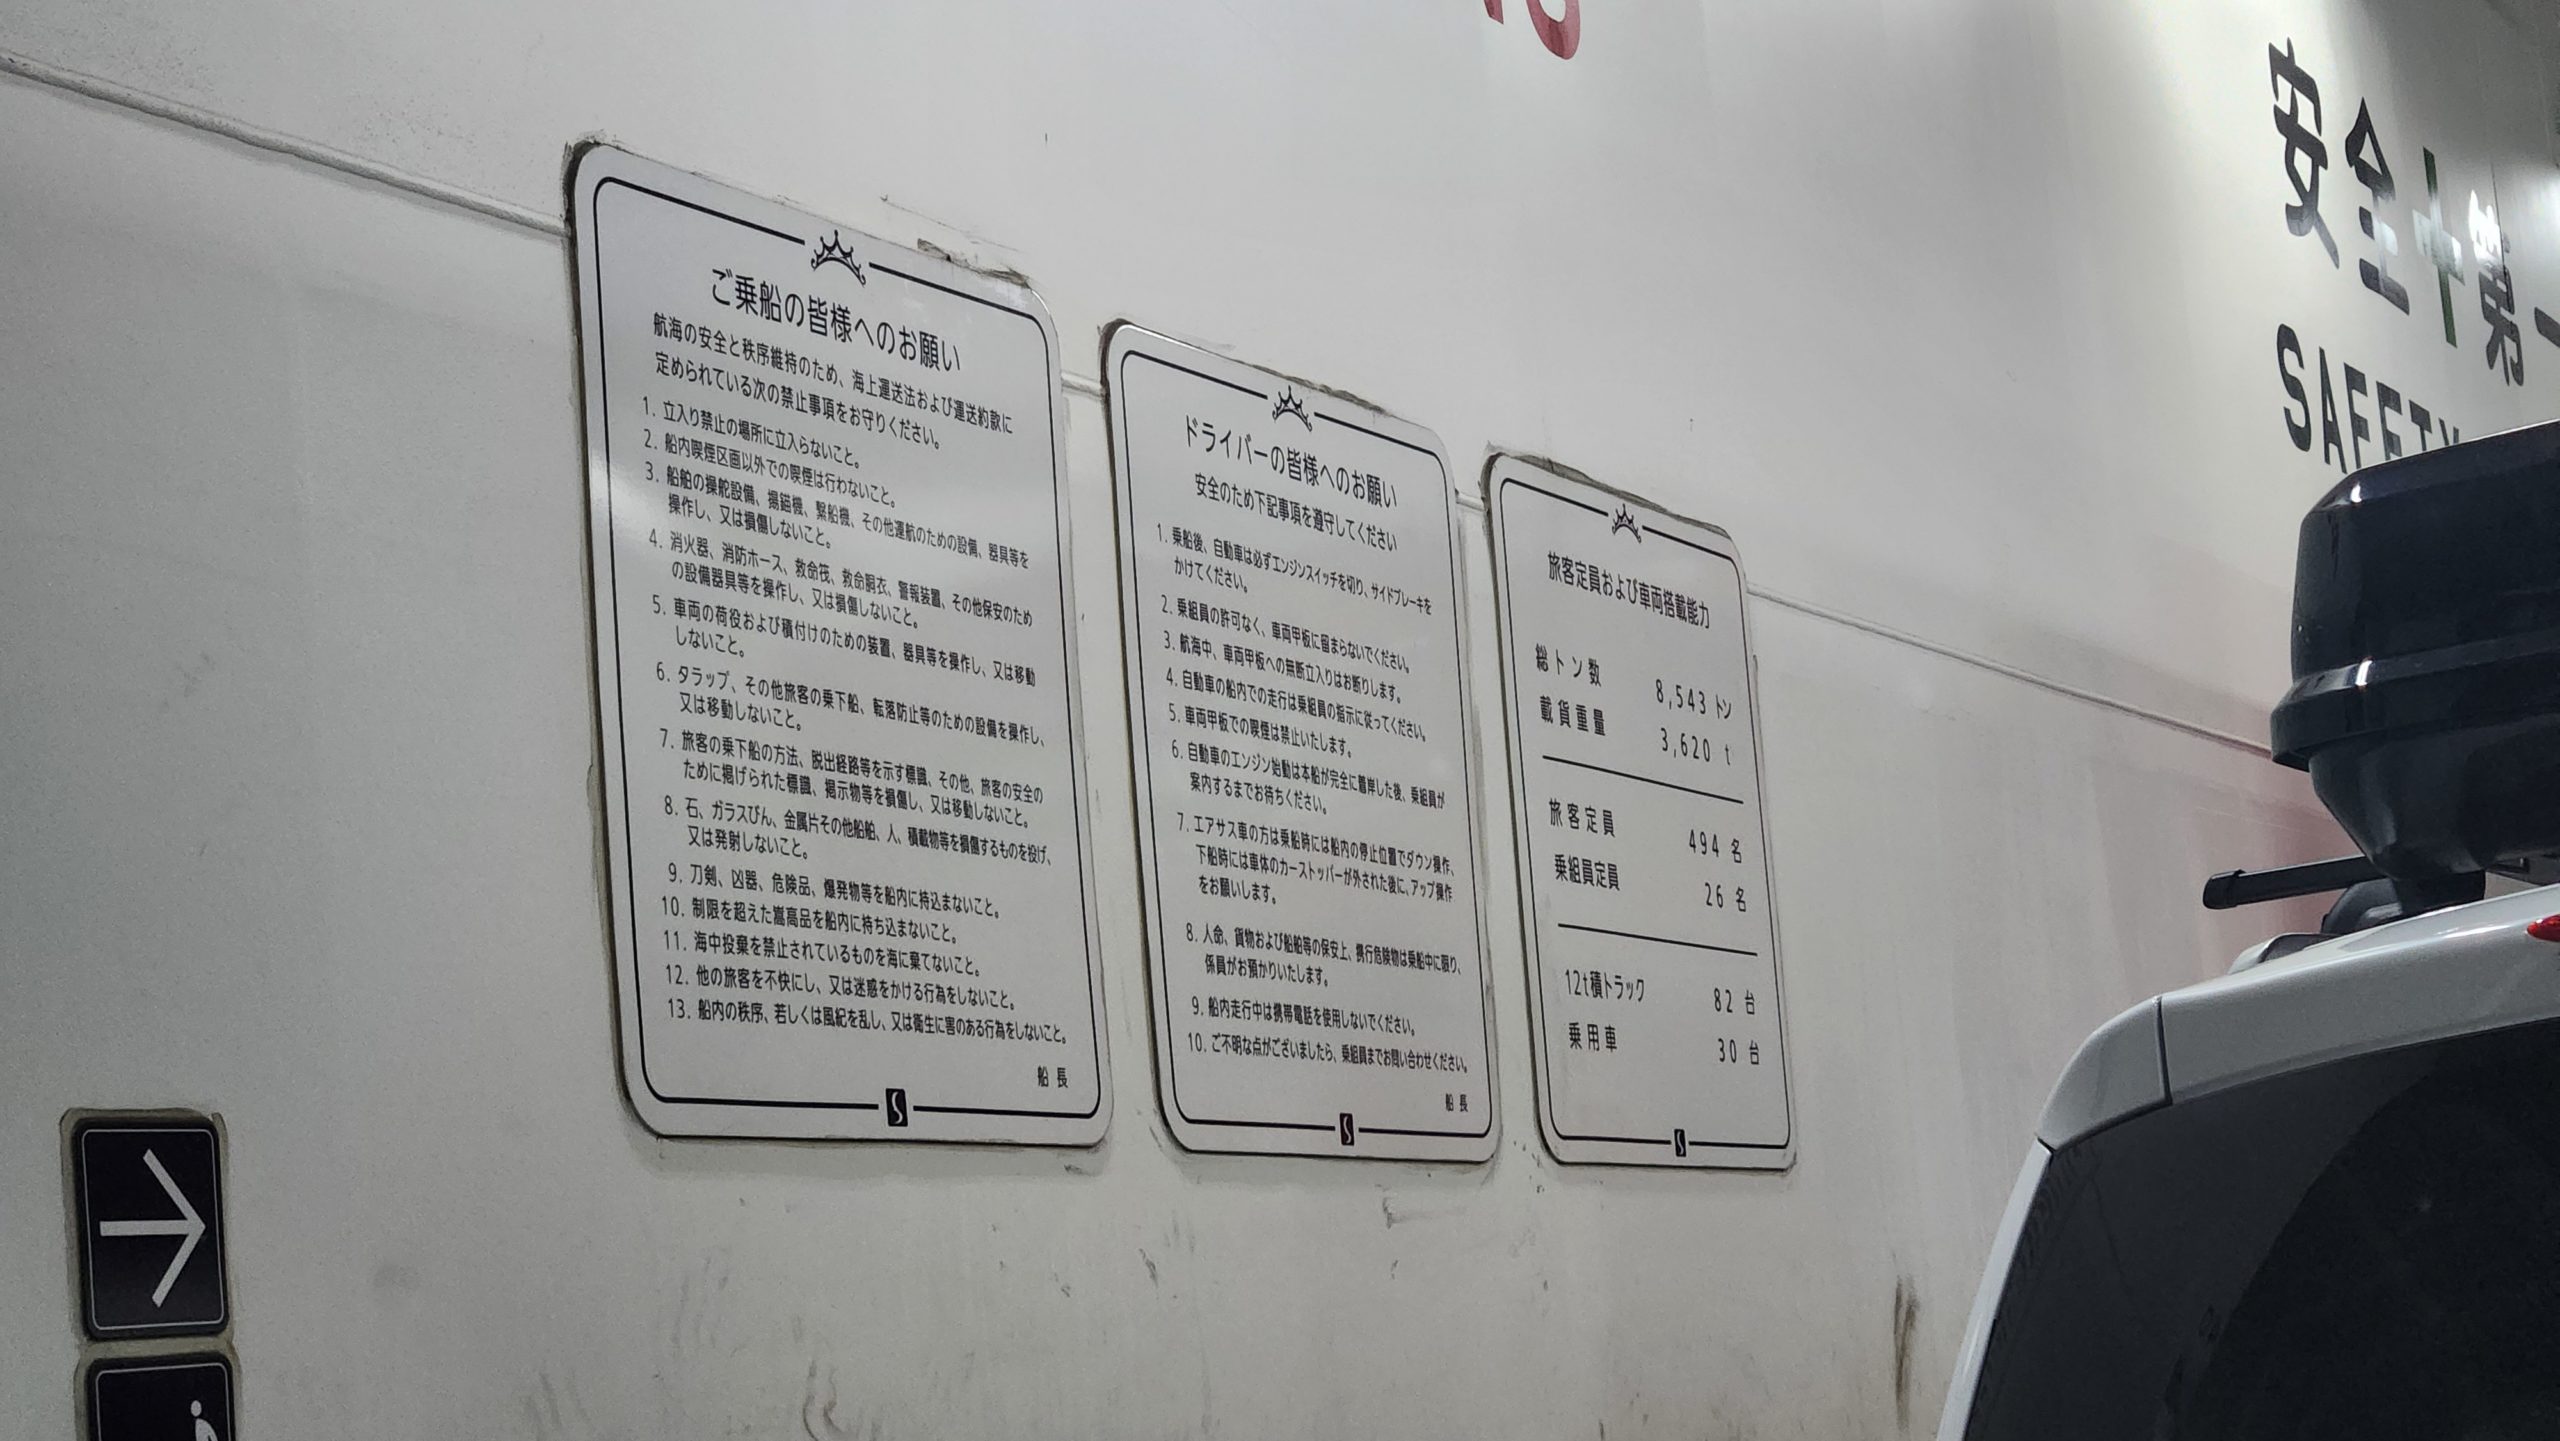 ご乗船の皆様へのお願い
航海の安全と秩序維持のため、海上運送法および運送約款に
定められている次の禁止事項をお守りください。
1. 立入り禁止の場所に立入らないこと。
2. 船内喫煙区画以外での喫煙は行わないこと。
3. 船舶の操舵設備、揚錨機、繋船機、その他運航のための設備、器具等を
操作し、又は損傷しないこと。
4. 消火器、消防ホース、救命筏、救命胴衣、警報装置、その他保安のため
の設備器具等を操作し、又は損傷しないこと。
5. 車両の荷役および積付けのための装置、器具等を操作し、又は移動
しないこと。
6. タラップ、その他旅客の乗下船、転落防止等のための設備を操作し、
又は移動しないこと。
7. 旅客の乗下船の方法、脱出経路等を示す標識、その他、旅客の安全の
ために掲げられた標識、掲示物等を損傷し、又は移動しないこと。
8. 石、ガラスびん、金属片その他船舶、人、積載物等を損傷するものを投げ、
又は発射しないこと。
9. 刀剣、凶器、危険品、爆発物等を船内に持込まないこと。
10. 制限を超えた嵩高品を船内に持ち込まないこと。
11. 海中投棄を禁止されているものを海に棄てないこと。
12. 他の旅客を不快にし、又は迷惑をかける行為をしないこと。
13. 船内の秩序、若しくは風紀を乱し、又は衛生に害のある行為をしないこと。
船長
S
ドライバーの皆様へのお願い
安全のため下記事項を遵守してください
1. 乗船後、自動車は必ずエンジンスイッチを切り、サイドブレーキを
かけてください。
2. 乗組員の許可なく、車両甲板に留まらないでください。
3. 航海中、車両甲板への無断立入りはお断りします。
4. 自動車の船内での走行は乗組員の指示に従ってください。
5. 車両甲板での喫煙は禁止いたします。
6. 自動車のエンジン始動は本船が完全に着岸した後、乗組員が
案内するまでお待ちください。
7. エアサス車の方は乗船時には船内の停止位置でダウン操作、
下船時には車体のカーストッパーが外された後に、アップ操作
をお願いします。
8. 人命、貨物および船舶等の保安上、携行危険物は乗船中に限り、
係員がお預かりいたします。
9. 船内走行中は携帯電話を使用しないでください。
10. ご不明な点がございましたら、乗組員までお問い合わせください。
船長
S
旅客定員および車両搭載能力
総トン数 8,543 トン
載貨重量 3,620 t
旅客定員 494 名
乗組員定員 26 名
12t積トラック 82 台
乗用車 30 台
S
安全十第一
SAFETY